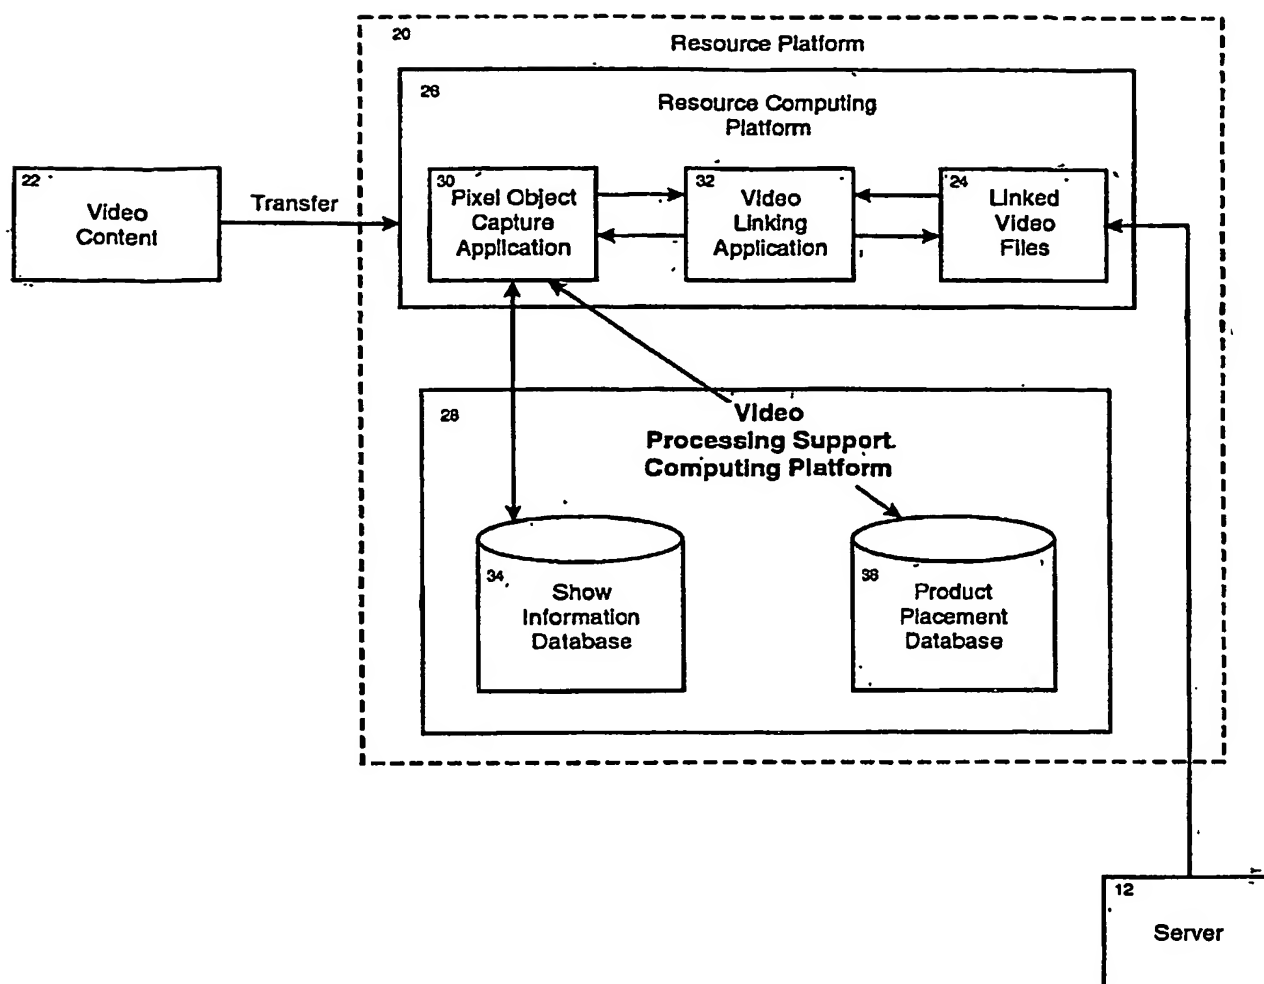 20
Resource Platform
26
Resource Computing
Platform
22
Video
Content
Transfer
30
Pixel Object
Capture
Application
32
Video
Linking
Application
24
Linked
Video
Files
28
Video
Processing Support
Computing Platform
34
Show
Information
Database
36
Product
Placement
Database
12
Server